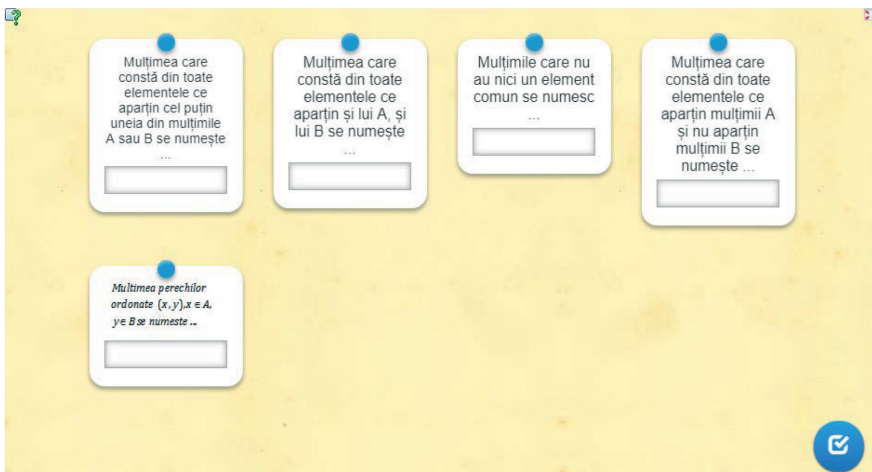 Mulțimea care
constă din toate
elementele ce
aparțin cel puțin
uneia din mulțimile
A sau B se numește
...
Mulțimea care
constă din toate
elementele ce
aparțin și lui A, și
lui B se numește
...
Mulțimile care nu
au nici un element
comun se numesc
...
Mulțimea care
constă din toate
elementele ce
aparțin mulțimii A
și nu aparțin
mulțimii B se
numește ...
Multimea perechilor
ordonate (x, y),x ∈ A,
y∈ B se numeste ...